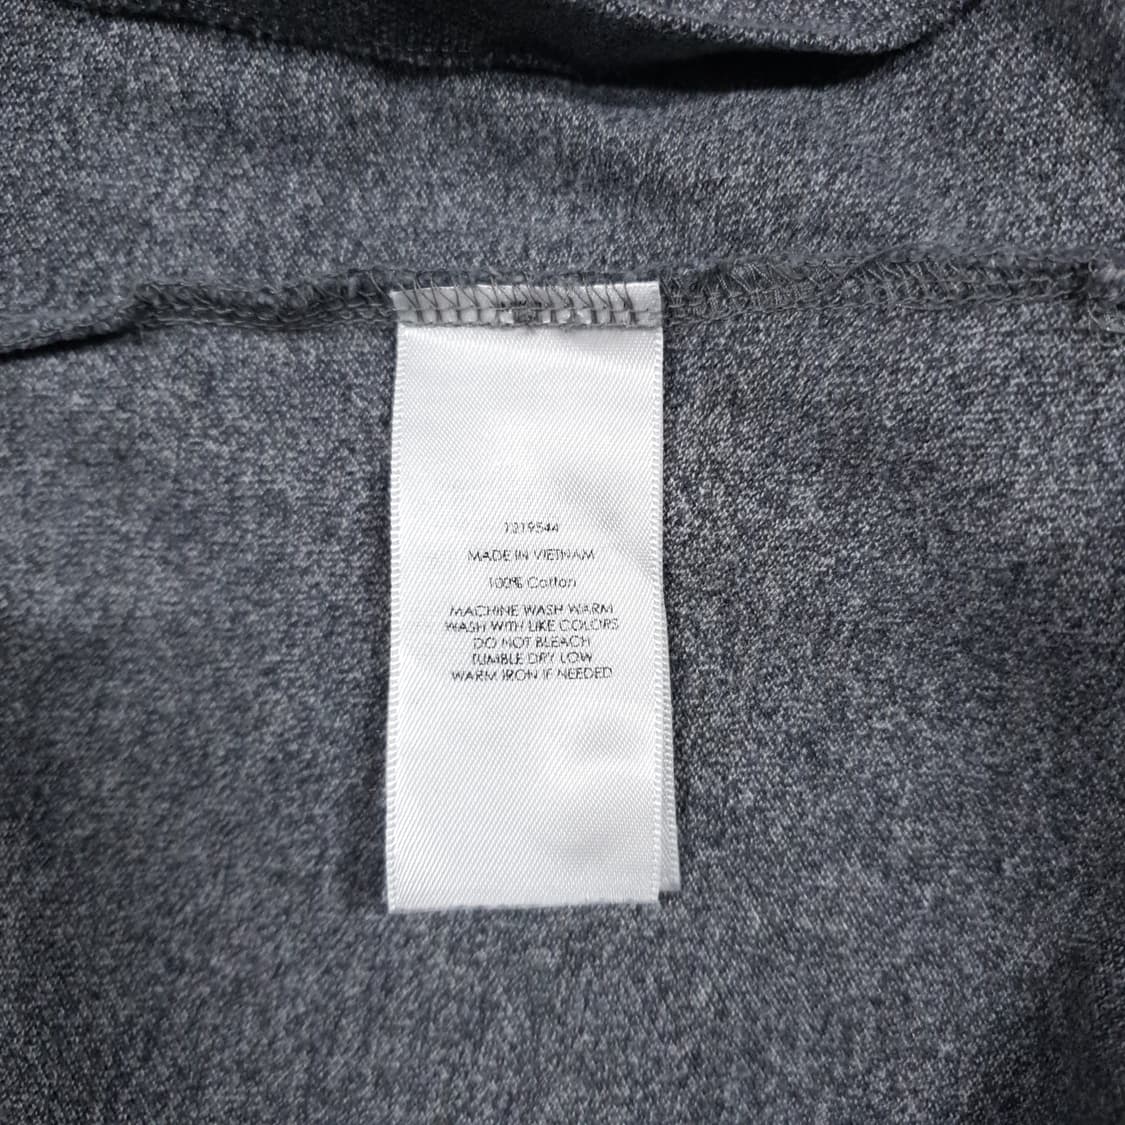 1219544
MADE IN VIETNAM
100% Cotton
MACHINE WASH WARM
WASH WITH LIKE COLORS
DO NOT BLEACH
TUMBLE DRY LOW
WARM IRON IF NEEDED